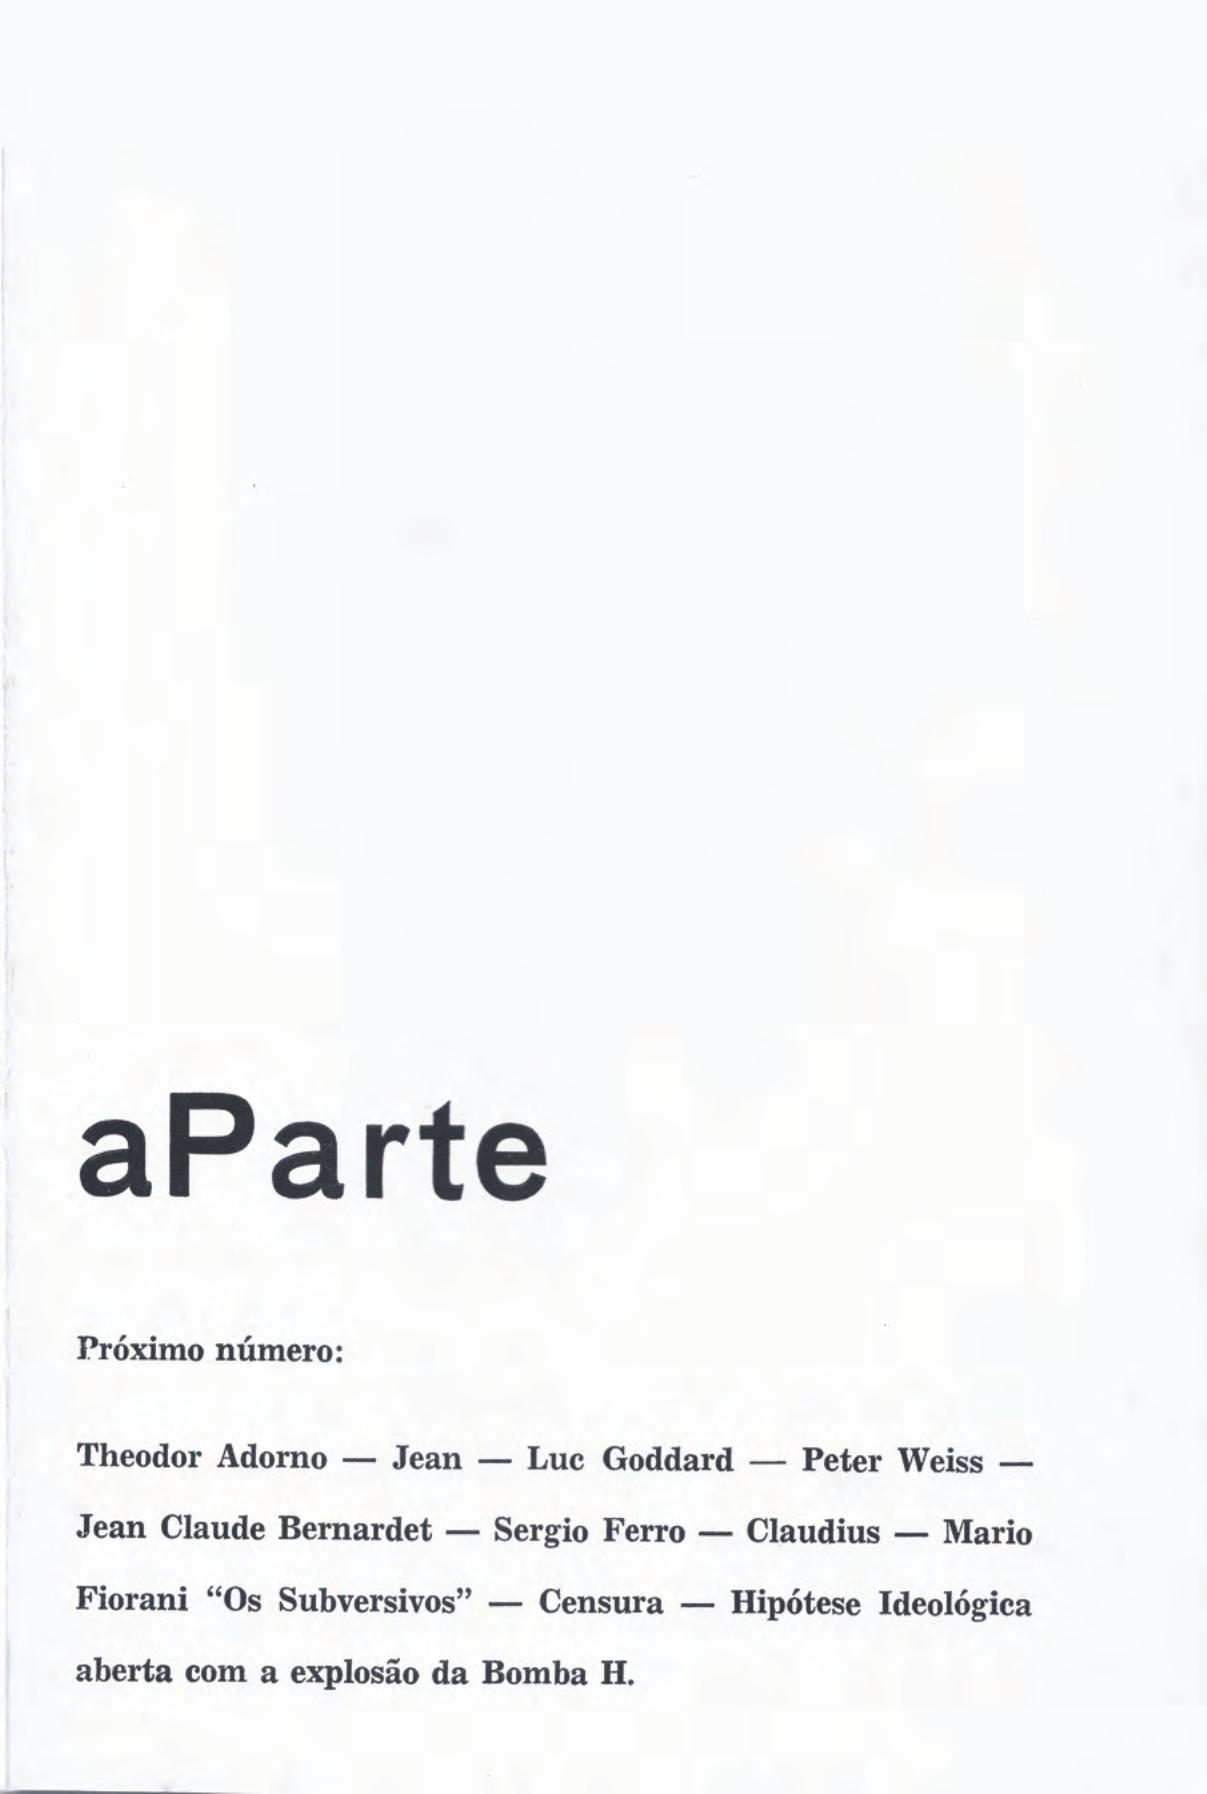 aParte
Próximo número:
Theodor Adorno — Jean — Luc Goddard — Peter Weiss —
Jean Claude Bernardet — Sergio Ferro — Claudius — Mario
Fiorani “Os Subversivos” — Censura — Hipótese Ideológica
aberta com a explosão da Bomba H.